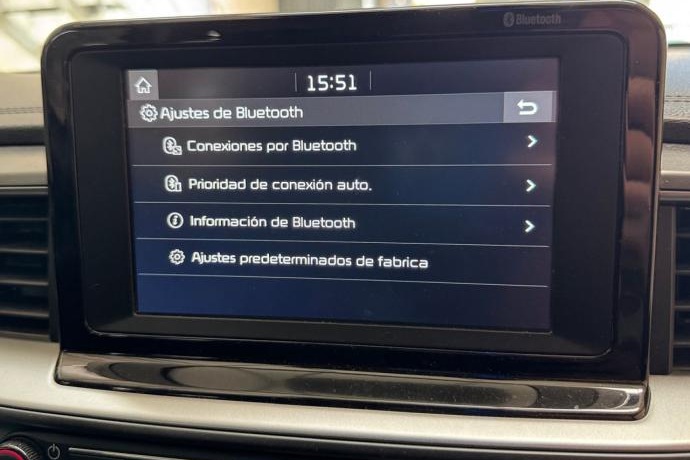 Bluetooth
15:51
Ajustes de Bluetooth
Conexiones por Bluetooth
Prioridad de conexión auto.
Información de Bluetooth
Ajustes predeterminados de fabrica